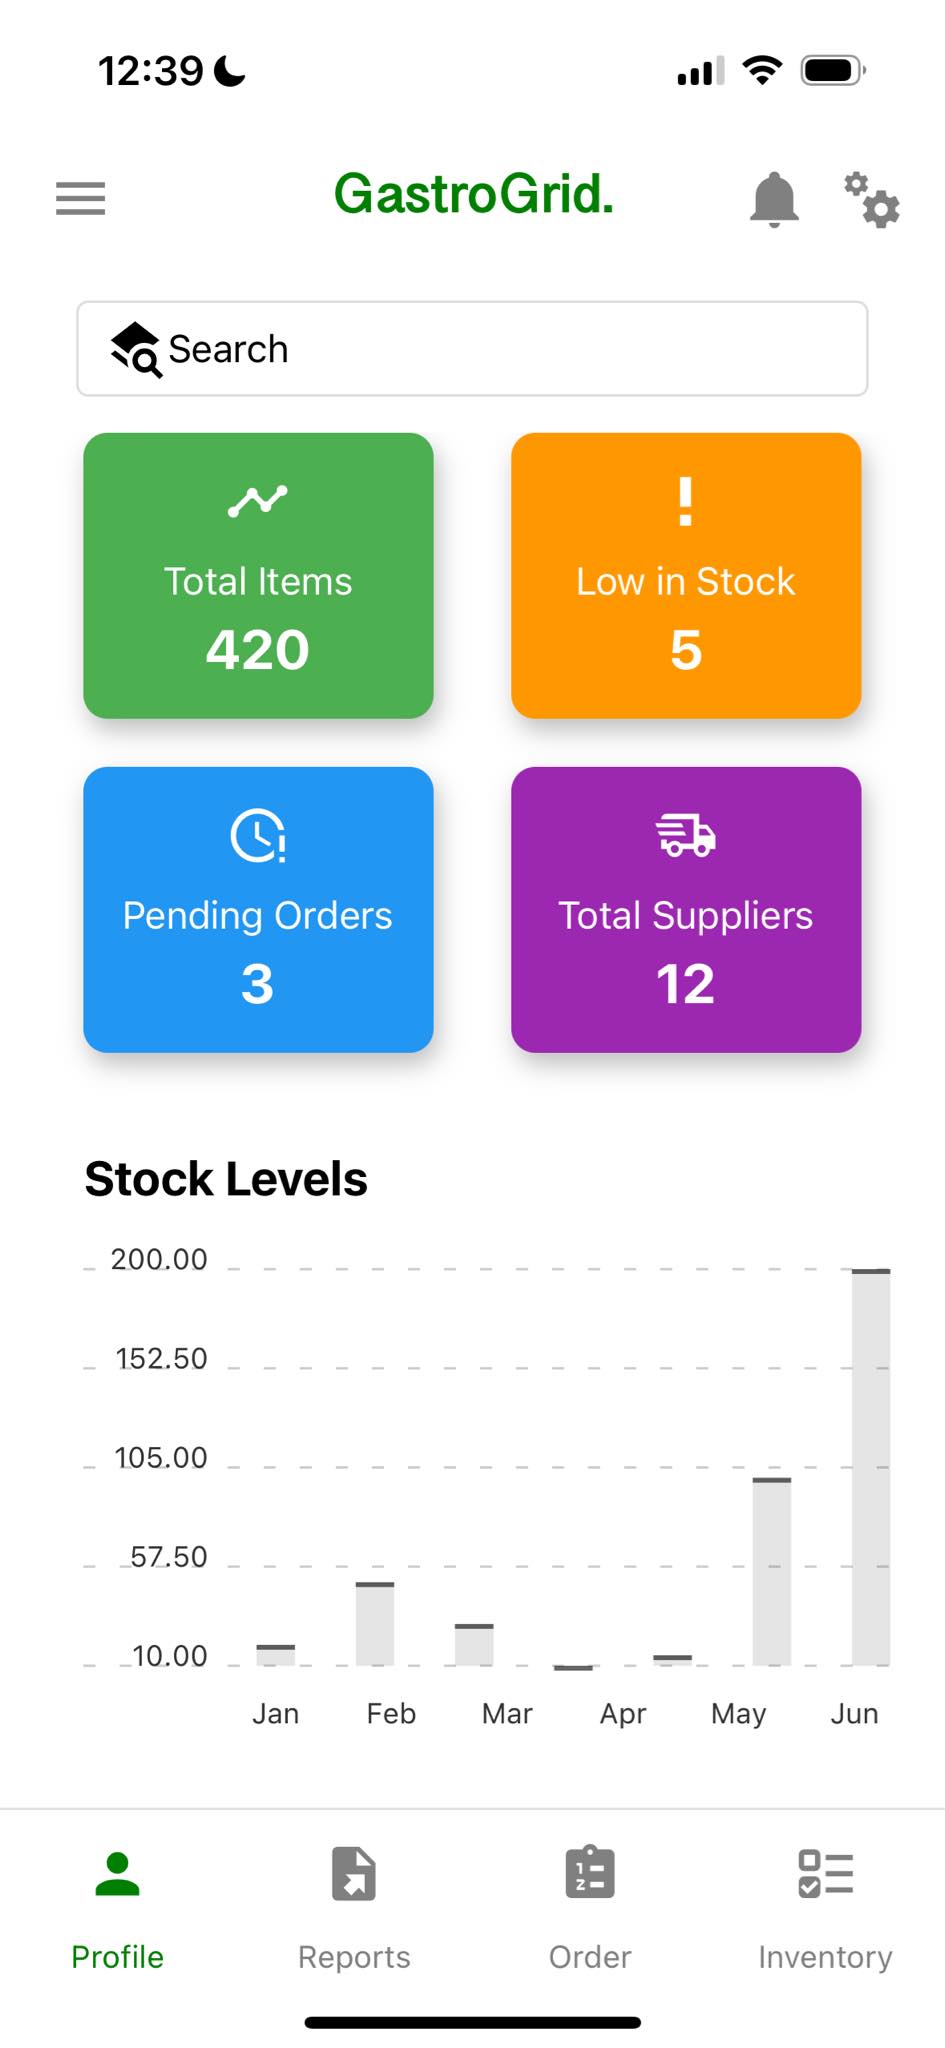 12:39
GastroGrid.
Search
Total Items
420
Low in Stock
5
Pending Orders
3
Total Suppliers
12
Stock Levels
200.00
152.50
105.00
57.50
10.00
Jan Feb Mar Apr May Jun
Profile Reports Order Inventory